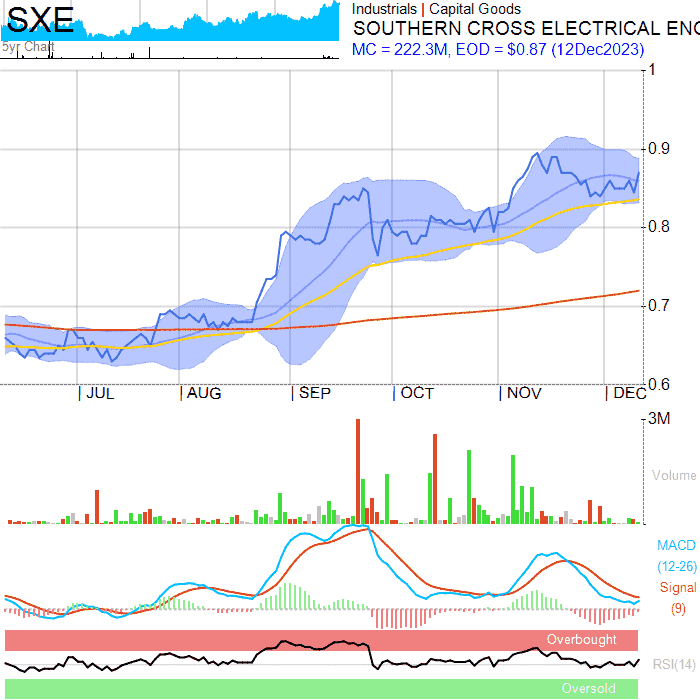 SXE
5yr Chart
Industrials | Capital Goods
SOUTHERN CROSS ELECTRICAL ENG
MC = 222.3M, EOD = $0.87 (12Dec2023)
1
0.9
0.8
0.7
0.6
JUL AUG SEP OCT NOV DEC
3M
Volume
MACD
(12-26)
Signal
(9)
Overbought
RSI(14)
Oversold